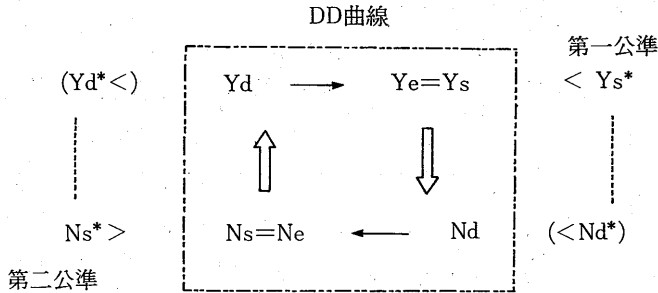 DD曲線
第一公準
(Yd*<) Yd → Ye=Ys < Ys*
Ns*> Ns=Ne ← Nd (<Nd*)
第二公準